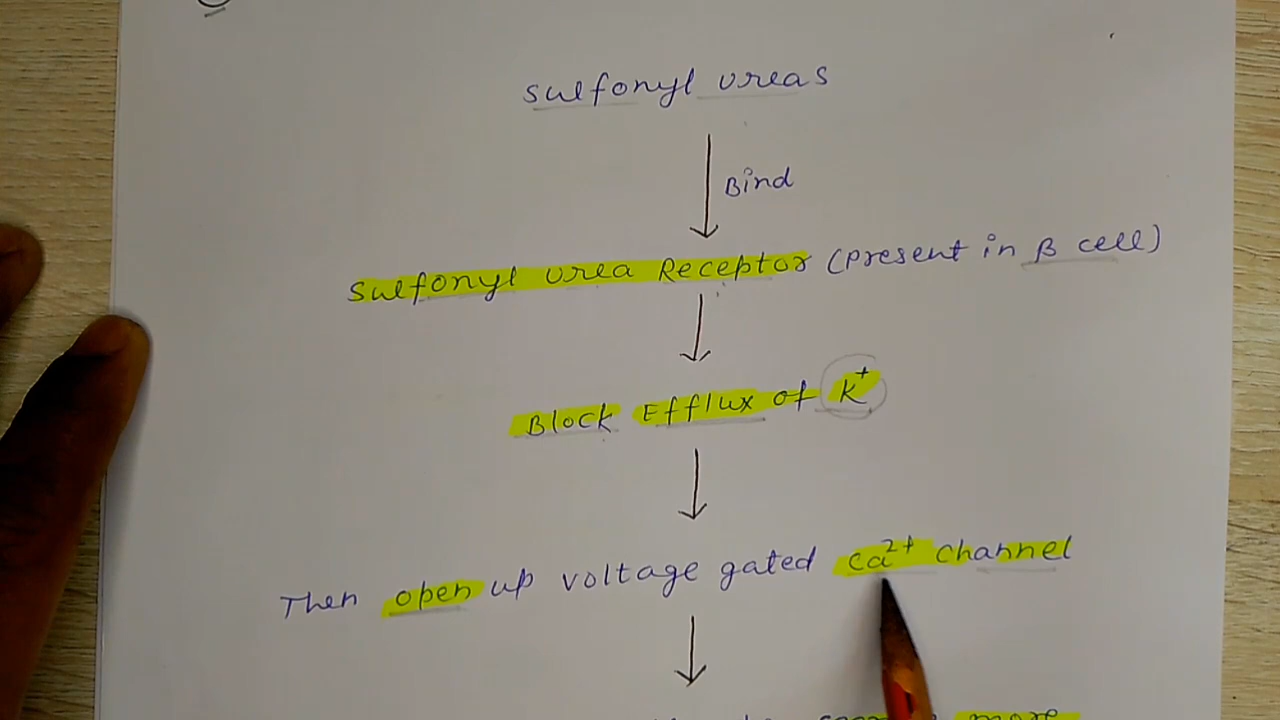 sulfonyl ureas
Bind
sulfonyl urea Receptor (present in β cell)
Block Efflux of K⁺
Then open up voltage gated ca²⁺ channel
more